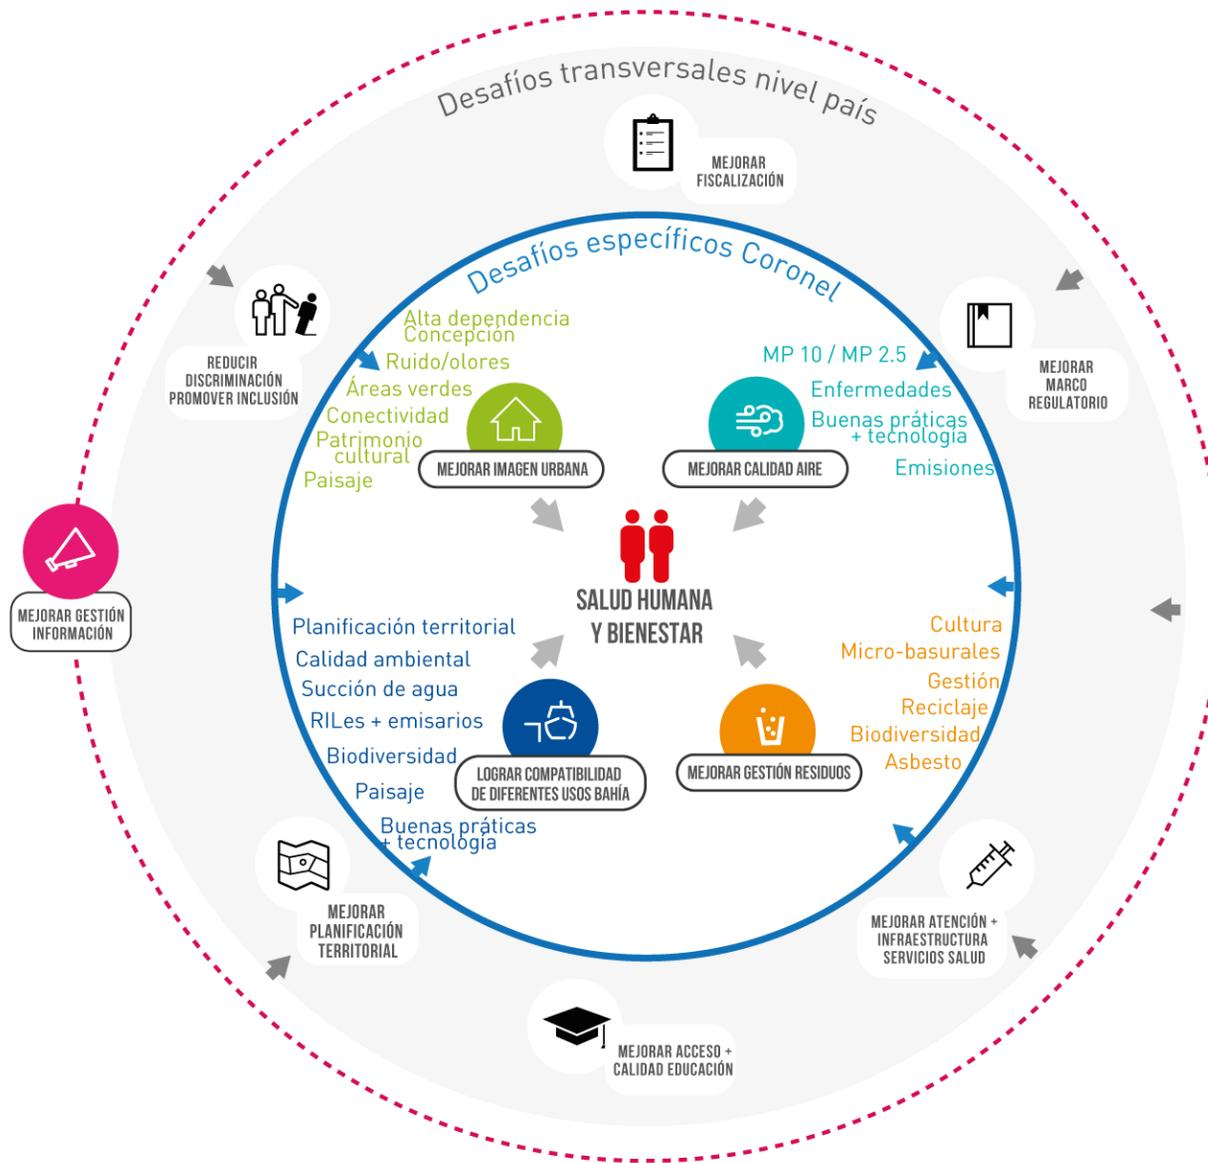 Desafíos transversales nivel país
MEJORAR
FISCALIZACIÓN
REDUCIR
DISCRIMINACIÓN
PROMOVER INCLUSIÓN
MEJORAR
MARCO
REGULATORIO
MEJORAR GESTIÓN
INFORMACIÓN
Desafíos específicos Coronel
Alta dependencia
Concepción
Ruido/olores
Áreas verdes
Conectividad
Patrimonio
cultural
Paisaje
MEJORAR IMAGEN URBANA
MP 10 / MP 2.5
Enfermedades
Buenas práticas
+ tecnología
Emisiones
MEJORAR CALIDAD AIRE
SALUD HUMANA
Y BIENESTAR
Planificación territorial
Calidad ambiental
Succión de agua
RILes + emisarios
Biodiversidad
Paisaje
Buenas práticas
+ tecnología
LOGRAR COMPATIBILIDAD
DE DIFERENTES USOS BAHÍA
Cultura
Micro-basurales
Gestión
Reciclaje
Biodiversidad
Asbesto
MEJORAR GESTIÓN RESIDUOS
MEJORAR
PLANIFICACIÓN
TERRITORIAL
MEJORAR ATENCIÓN +
INFRAESTRUCTURA
SERVICIOS SALUD
MEJORAR ACCESO +
CALIDAD EDUCACIÓN